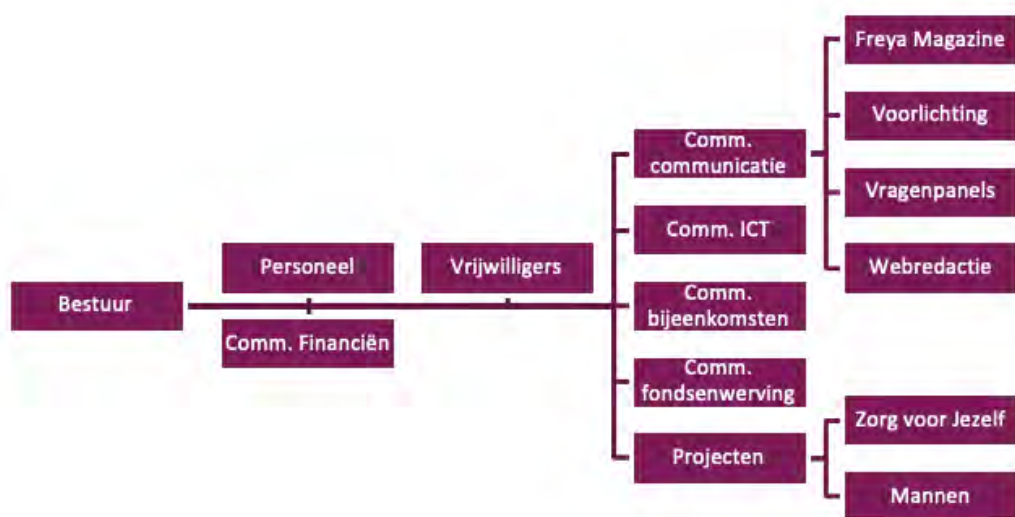 Bestuur
Personeel
Comm. Financiën
Vrijwilligers
Comm.
communicatie
Comm. ICT
Comm.
bijeenkomsten
Comm.
fondsenwerving
Projecten
Freya Magazine
Voorlichting
Vragenpanels
Webredactie
Zorg voor Jezelf
Mannen